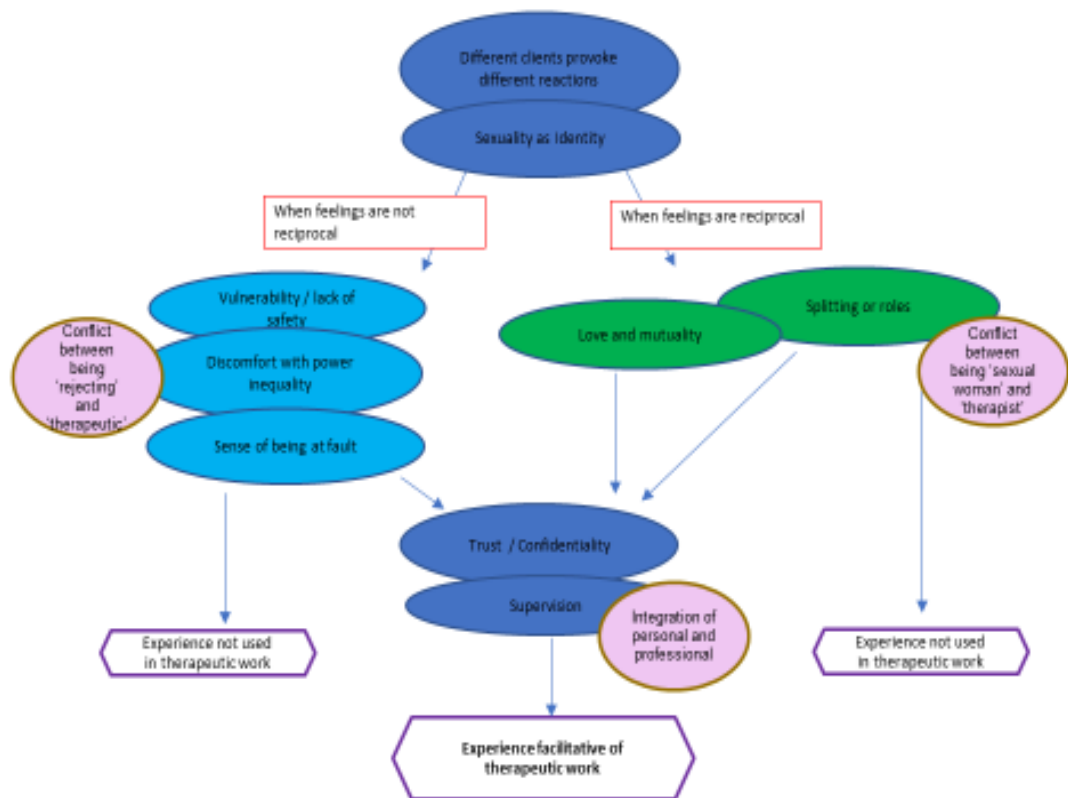 Different clients provoke
different reactions
Sexuality as identity
When feelings are not
reciprocal
When feelings are reciprocal
Vulnerability / lack of
safety
Splitting or roles
Love and mutuality
Conflict
between
being
'rejecting'
and
'therapeutic'
Discomfort with power
inequality
Conflict
between
being 'sexual
woman' and
'therapist'
Sense of being at fault
Trust / Confidentiality
Supervision
Integration of
personal and
professional
Experience not used
in therapeutic work
Experience not used
in therapeutic work
Experience facilitative of
therapeutic work